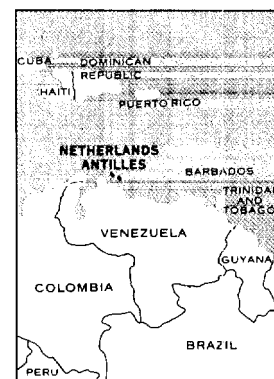 CUBA
DOMINICAN
REPUBLIC
HAITI
PUERTO RICO
NETHERLANDS
ANTILLES
BARBADOS
TRINIDAD
AND
TOBAGO
VENEZUELA
GUYANA
COLOMBIA
BRAZIL
PERU